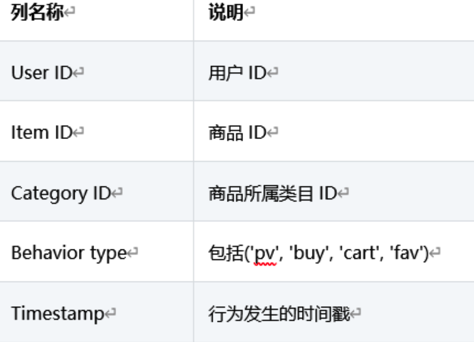 列名称 说明
User ID 用户 ID
Item ID 商品 ID
Category ID 商品所属类目 ID
Behavior type 包括('pv', 'buy', 'cart', 'fav')
Timestamp 行为发生的时间戳